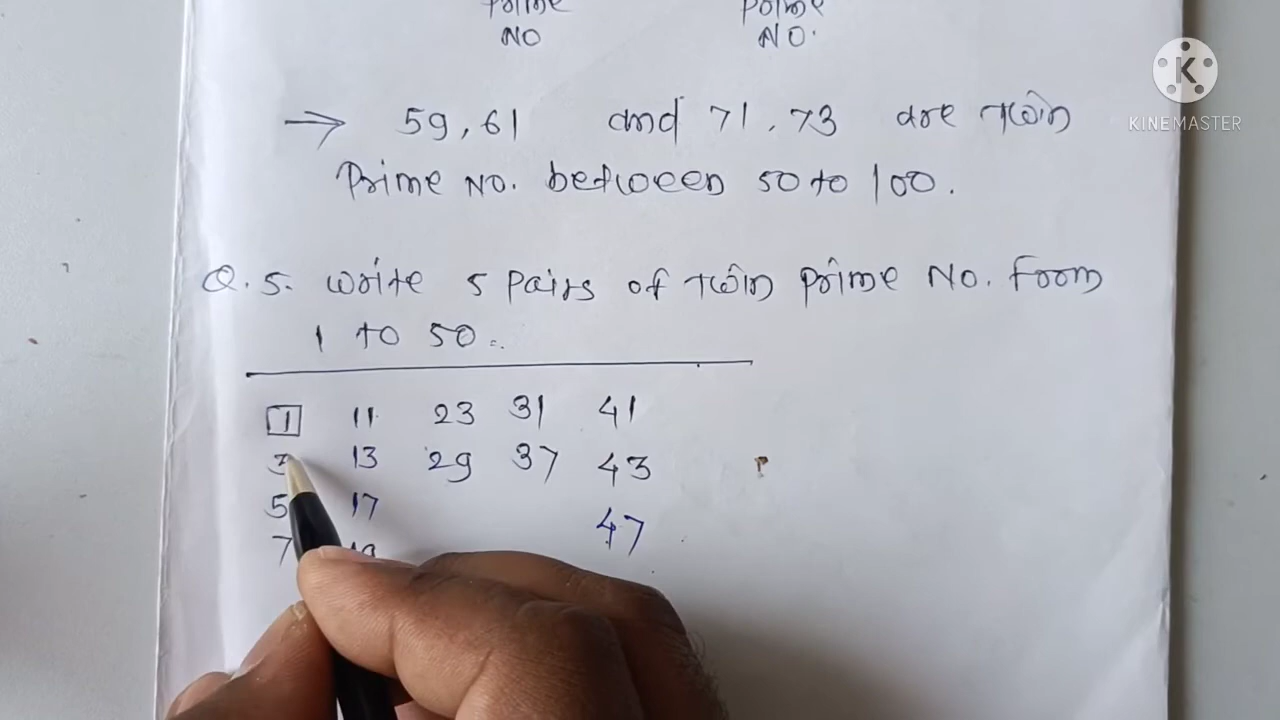 Prime Prime
NO NO.
K
KINEMASTER
→ 59, 61 and 71, 73 are Twin
Prime NO. between 50 to 100.
Q. 5. Write 5 Pairs of Twin Prime NO. From
1 to 50.
1 11 23 31 41
3 13 29 37 43
5 17 47
7 19